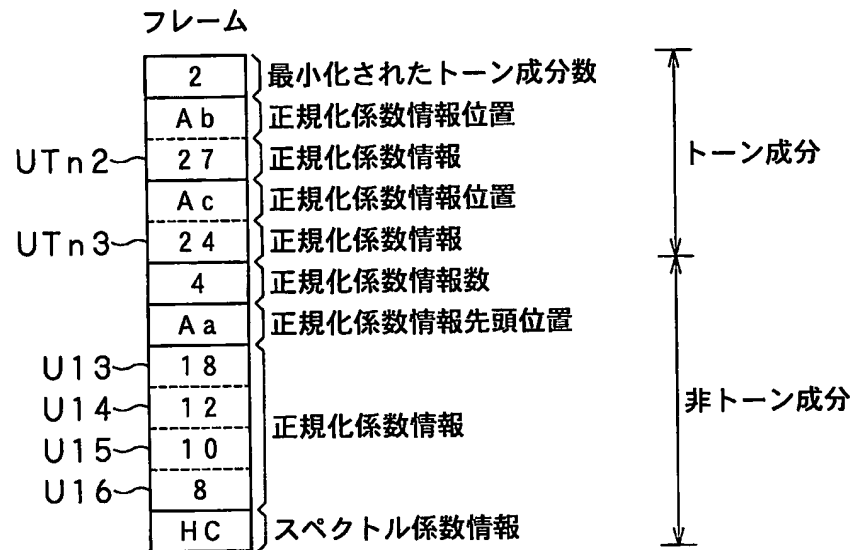 フレーム
2 最小化されたトーン成分数
Ab 正規化係数情報位置
UTn2 27 正規化係数情報
トーン成分
Ac 正規化係数情報位置
UTn3 24 正規化係数情報
4 正規化係数情報数
Aa 正規化係数情報先頭位置
U13 18
U14 12
非トーン成分
正規化係数情報
U15 10
U16 8
HC スペクトル係数情報